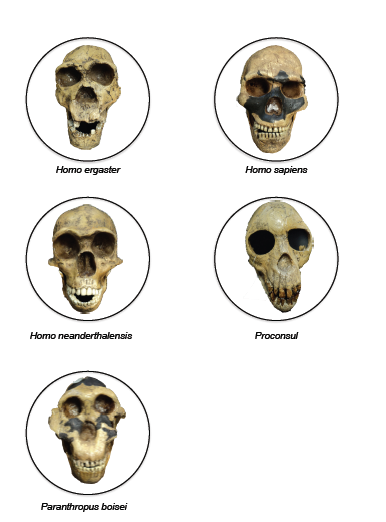 Homo ergaster
Homo sapiens
Homo neanderthalensis
Proconsul
Paranthropus boisei